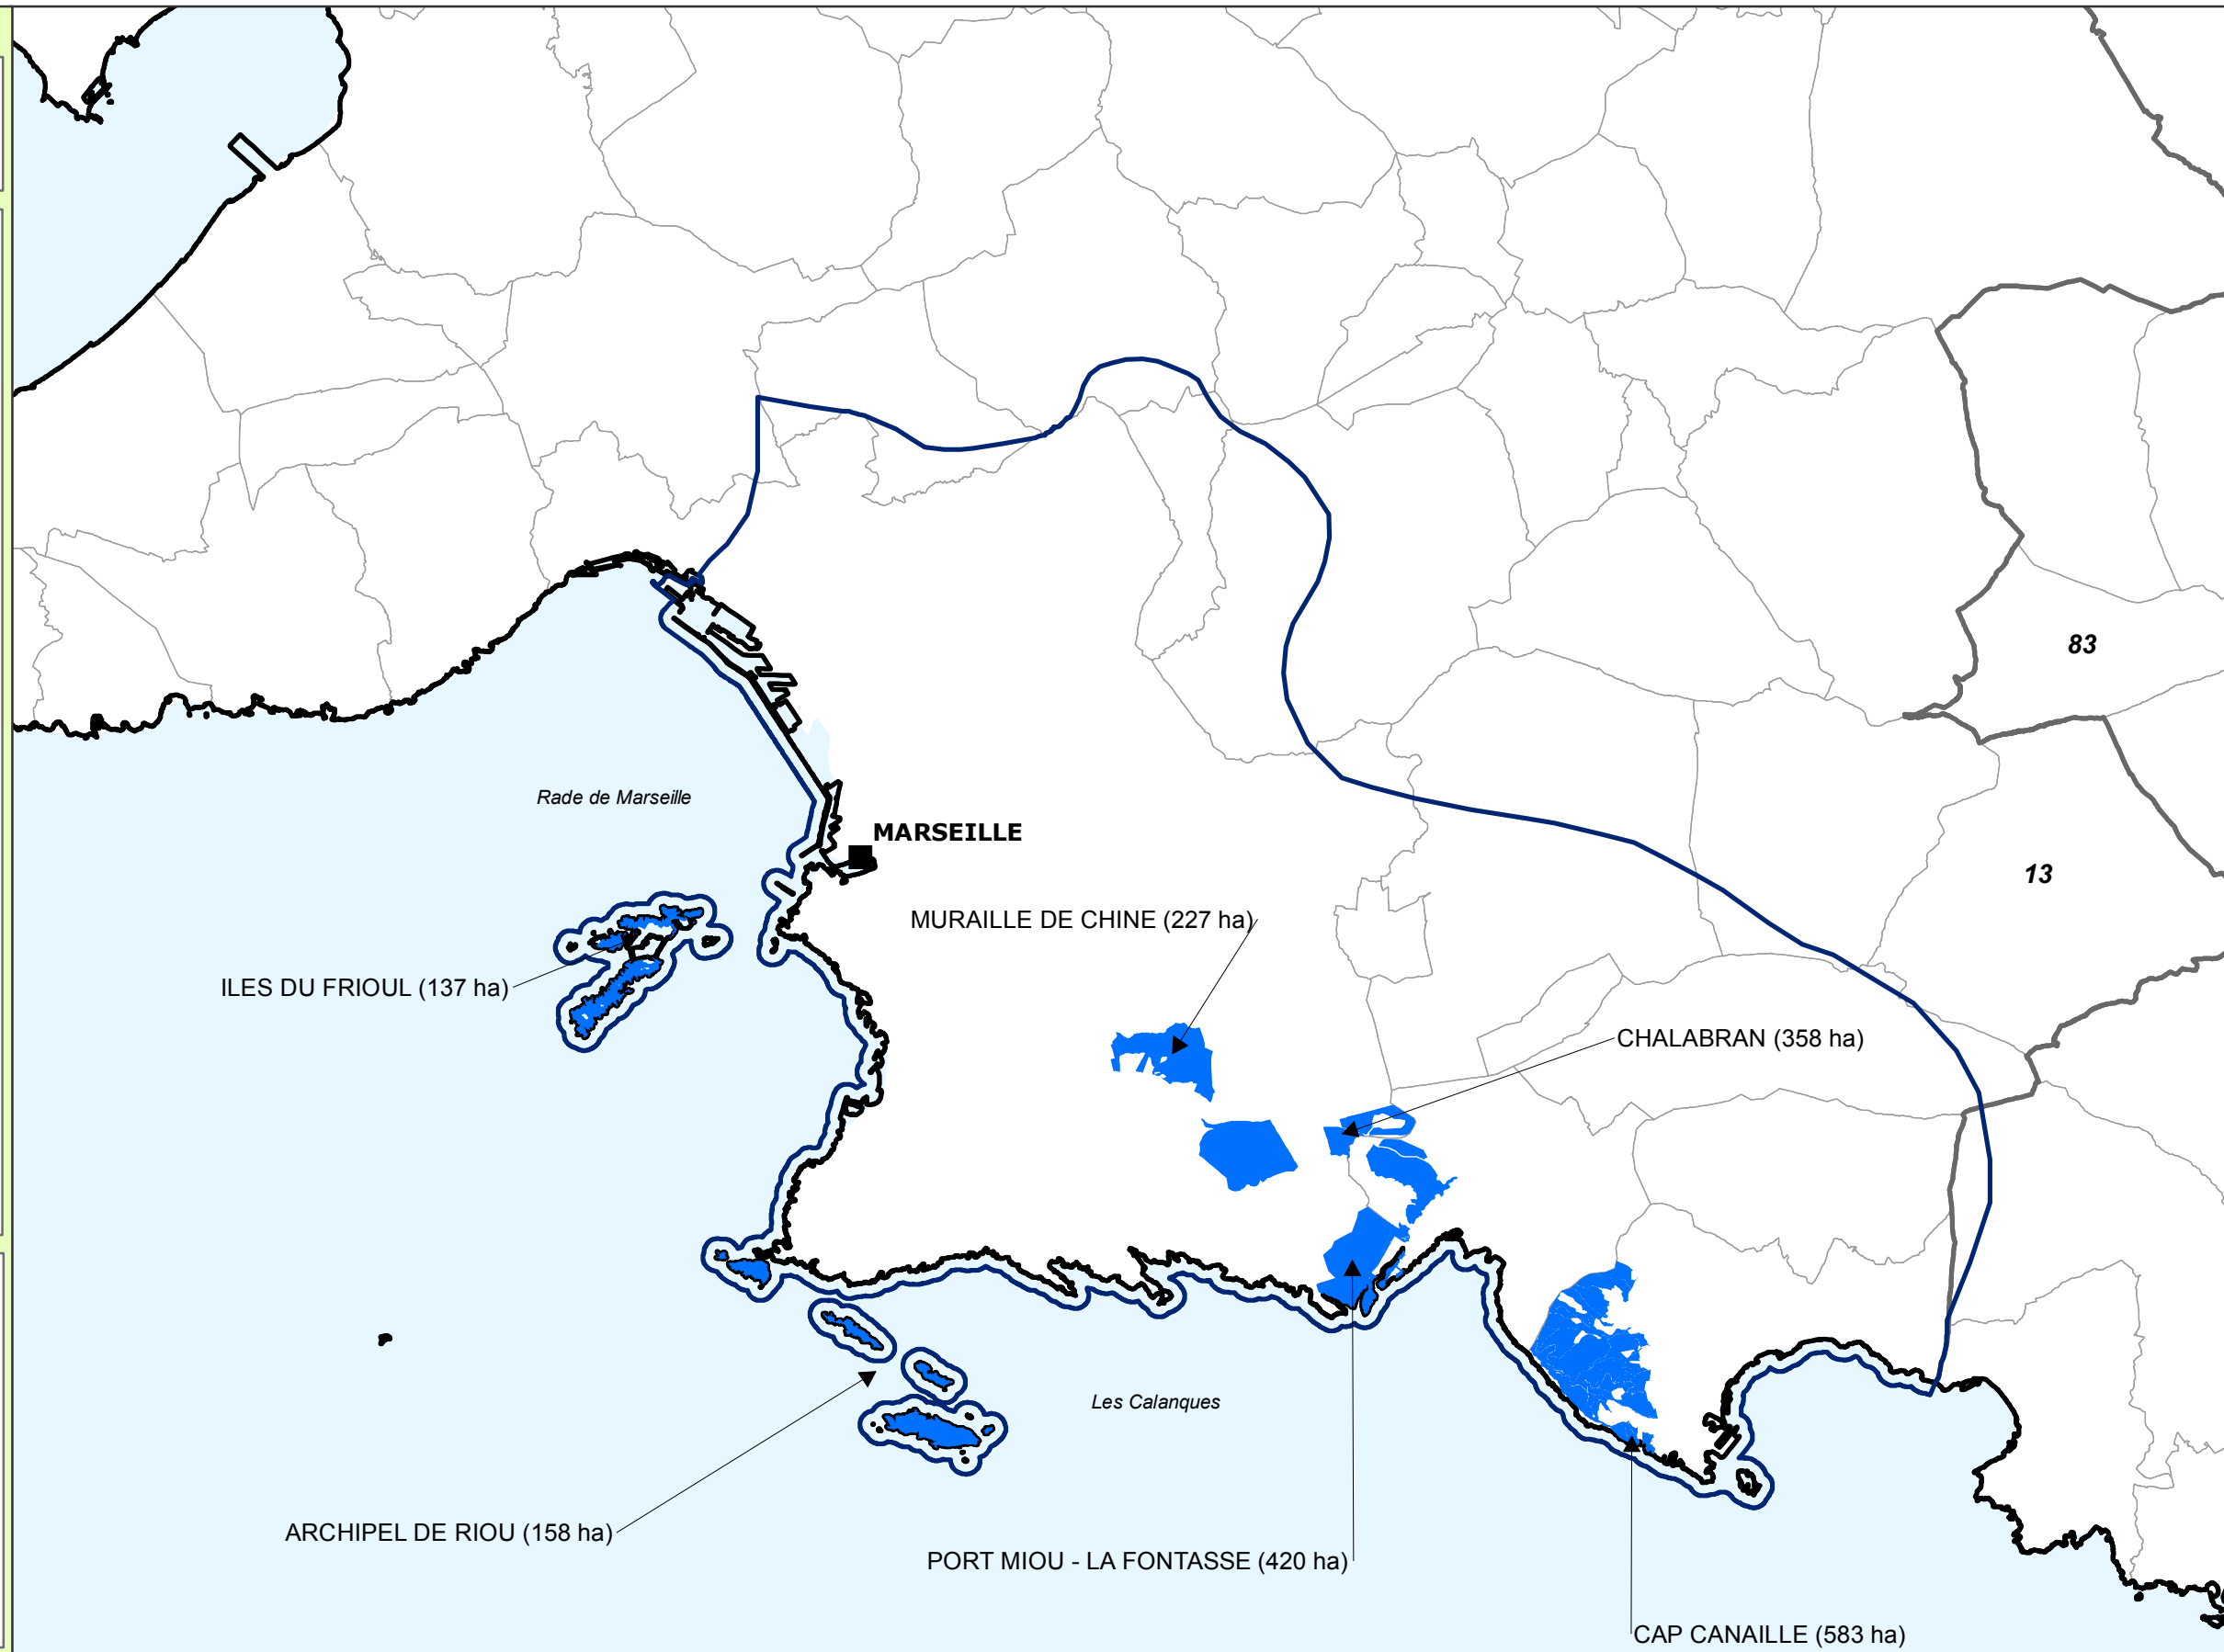 83
Rade de Marseille
MARSEILLE
13
MURAILLE DE CHINE (227 ha)
ILES DU FRIOUL (137 ha)
CHALABRAN (358 ha)
Les Calanques
ARCHIPEL DE RIOU (158 ha)
PORT MIOU - LA FONTASSE (420 ha)
CAP CANAILLE (583 ha)